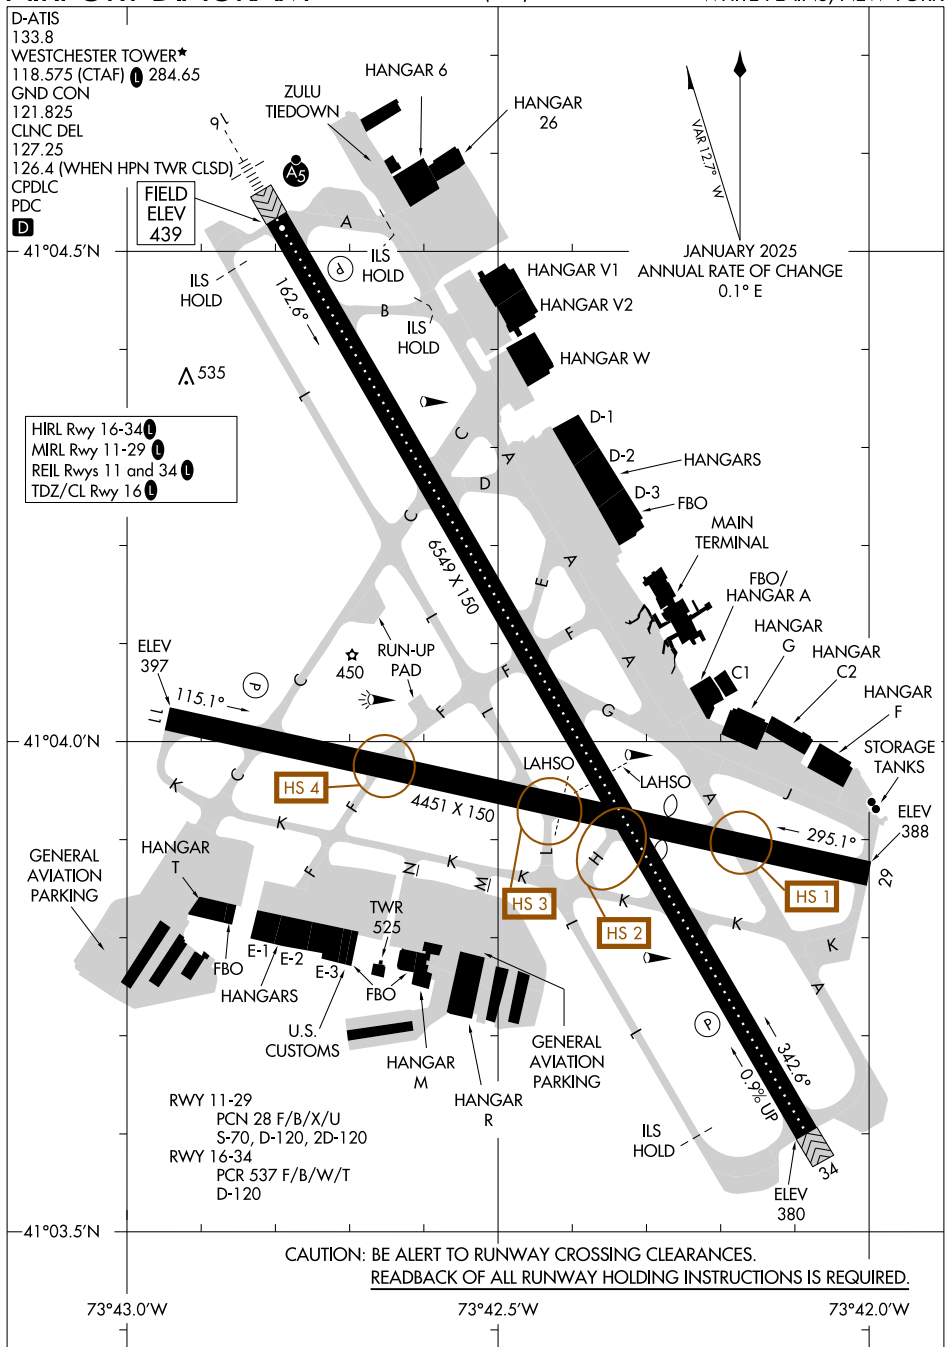 D-ATIS
133.8
WESTCHESTER TOWER★
118.575 (CTAF) L 284.65
GND CON
121.825
CLNC DEL
127.25
126.4 (WHEN HPN TWR CLSD)
CPDLC
PDC
D
FIELD
ELEV
439
16
A5
ZULU
TIEDOWN
HANGAR 6
HANGAR
26
VAR 12.7° W
JANUARY 2025
ANNUAL RATE OF CHANGE
0.1° E
41°04.5'N
ILS
HOLD
162.6°
P
A
ILS
HOLD
B
ILS
HOLD
HANGAR V1
HANGAR V2
HANGAR W
535
L
HIRL Rwy 16-34 L
MIRL Rwy 11-29 L
REIL Rwys 11 and 34 L
TDZ/CL Rwy 16 L
C
A
D
C
D-1
D-2
HANGARS
D-3
FBO
MAIN
TERMINAL
6549 X 150
A
E
F
L
A
FBO/
HANGAR A
C1
HANGAR
G
HANGAR
C2
HANGAR
F
STORAGE
TANKS
ELEV
397
115.1°
P
C
450
RUN-UP
PAD
F
F
L
G
11
41°04.0'N
HS 4
LAHSO
LAHSO
A
J
ELEV
388
K
C
F
4451 X 150
295.1°
29
K
GENERAL
AVIATION
PARKING
HANGAR
T
F
N
K
M
K
L
H
HS 3
HS 2
HS 1
K
K
K
L
TWR
525
FBO
E-1
E-2
E-3
HANGARS
FBO
U.S.
CUSTOMS
HANGAR
M
HANGAR
R
GENERAL
AVIATION
PARKING
A
L
P
342.6°
0.9% UP
RWY 11-29
PCN 28 F/B/X/U
S-70, D-120, 2D-120
RWY 16-34
PCR 537 F/B/W/T
D-120
ILS
HOLD
34
ELEV
380
41°03.5'N
CAUTION: BE ALERT TO RUNWAY CROSSING CLEARANCES.
READBACK OF ALL RUNWAY HOLDING INSTRUCTIONS IS REQUIRED.
73°43.0'W
73°42.5'W
73°42.0'W